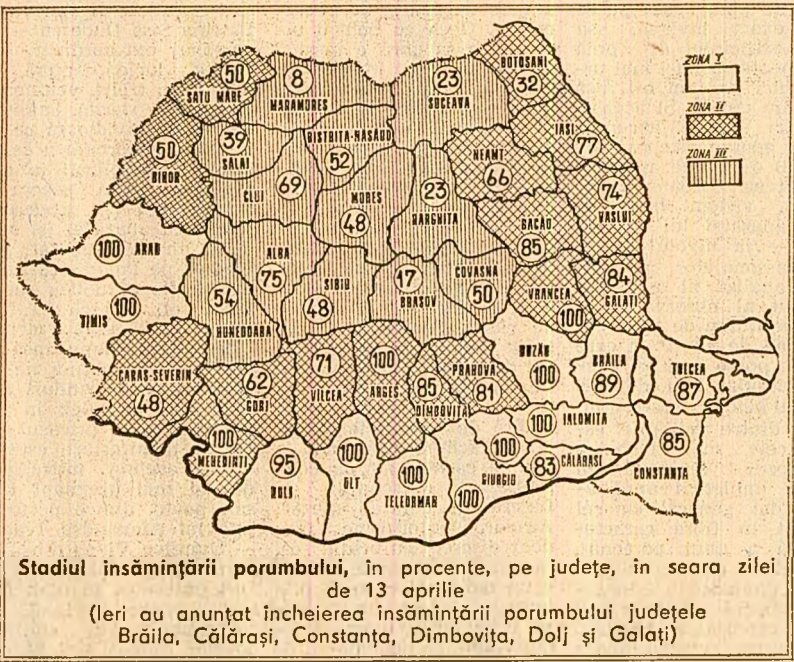 ZONA I
ZONA II
ZONA III
50
SATU MARE
8
MARAMUREȘ
23
SUCEAVA
BOTOȘANI
32
50
BIHOR
39
SĂLAJ
BISTRIȚA-NĂSĂUD
52
IAȘI
77
CLUJ
69
MUREȘ
48
23
HARGHITA
NEAMȚ
66
74
VASLUI
BACĂU
85
100 ARAD
ALBA
75
SIBIU
48
17
BRAȘOV
COVASNA
50
VRANCEA
100
84
GALAȚI
100
TIMIȘ
54
HUNEDOARA
CARAȘ-SEVERIN
48
62
GORJ
71
VÎLCEA
100
ARGEȘ
85
DÎMBOVIȚA
PRAHOVA
81
BUZĂU
100
BRĂILA
89
TULCEA
87
100
MEHEDINȚI
95
DOLJ
100
OLT
100
TELEORMAN
100
GIURGIU
100
100 IALOMIȚA
83 CĂLĂRAȘI
85
CONSTANȚA
Stadiul însămînțării porumbului, în procente, pe județe, în seara zilei
de 13 aprilie
(Ieri au anunțat încheierea însămînțării porumbului județele
Brăila, Călărași, Constanța, Dîmbovița, Dolj și Galați)